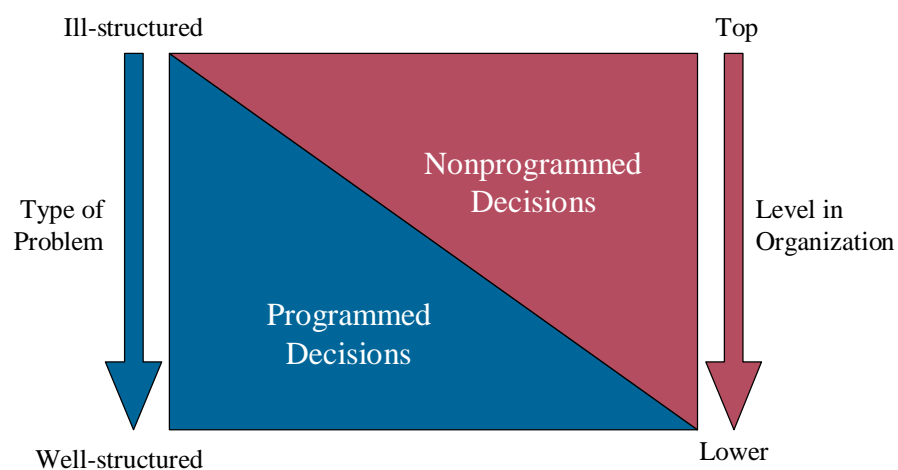 Ill-structured
Top
Nonprogrammed
Decisions
Type of
Problem
Level in
Organization
Programmed
Decisions
Well-structured
Lower